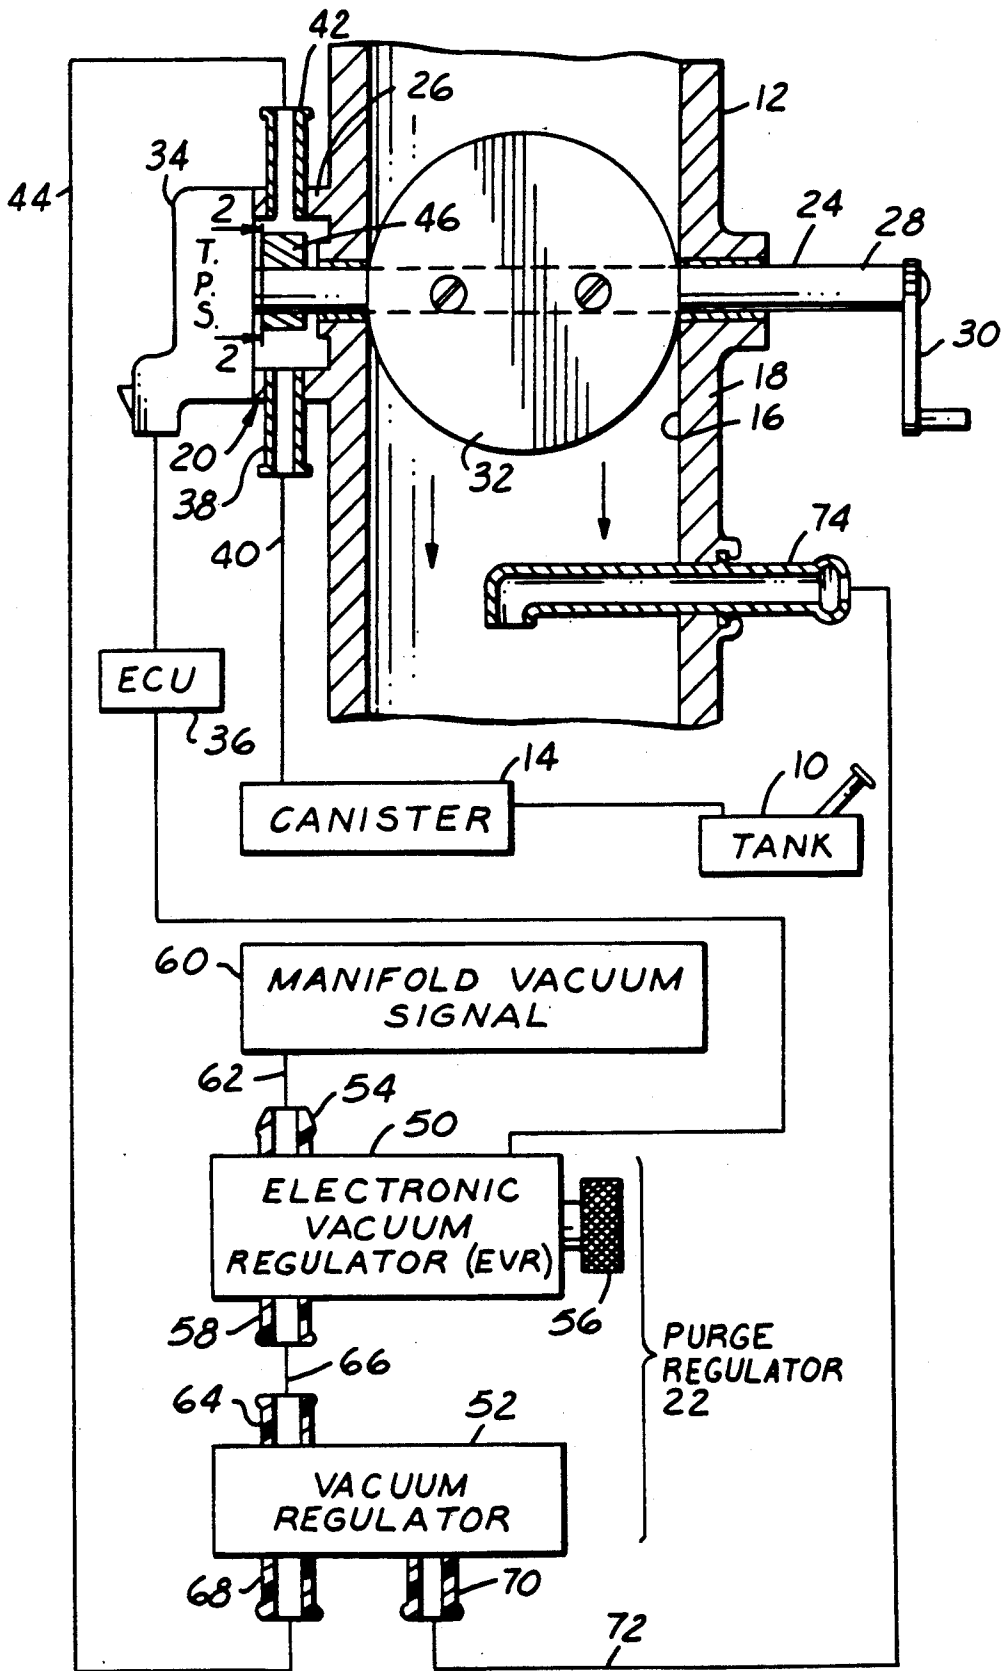 42
26
12
34
44
2
46
T.
P.
S.
2
24
28
30
18
16
32
20
38
40
74
ECU
36
14
CANISTER
10
TANK
60
MANIFOLD VACUUM
SIGNAL
62
54
50
ELECTRONIC
VACUUM
REGULATOR (EVR)
56
58
66
PURGE
REGULATOR
22
64
52
VACUUM
REGULATOR
68
70
72